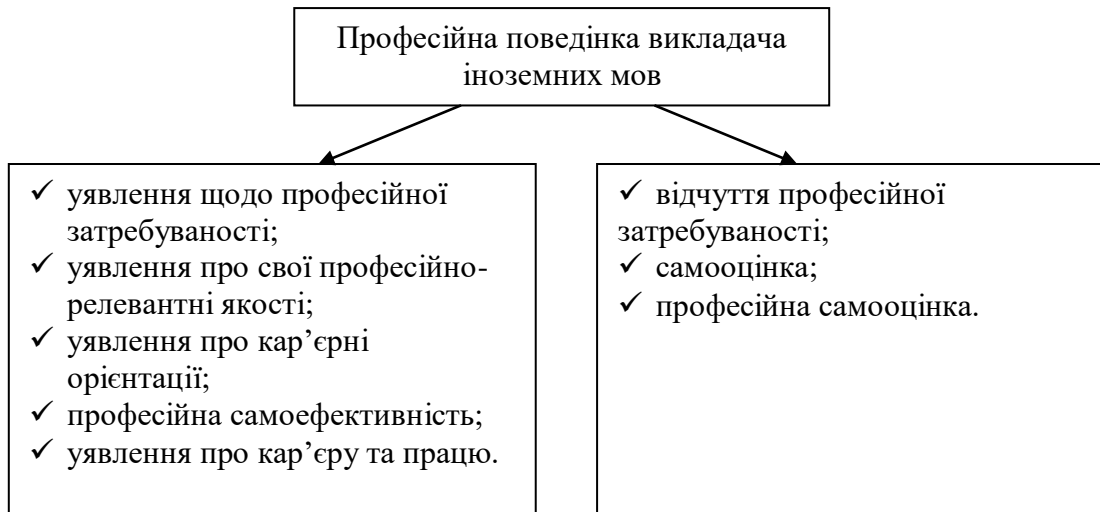 Професійна поведінка викладача
іноземних мов
✓ уявлення щодо професійної
затребуваності;
✓ уявлення про свої професійно-
релевантні якості;
✓ уявлення про кар’єрні
орієнтації;
✓ професійна самоефективність;
✓ уявлення про кар’єру та працю.
✓ відчуття професійної
затребуваності;
✓ самооцінка;
✓ професійна самооцінка.